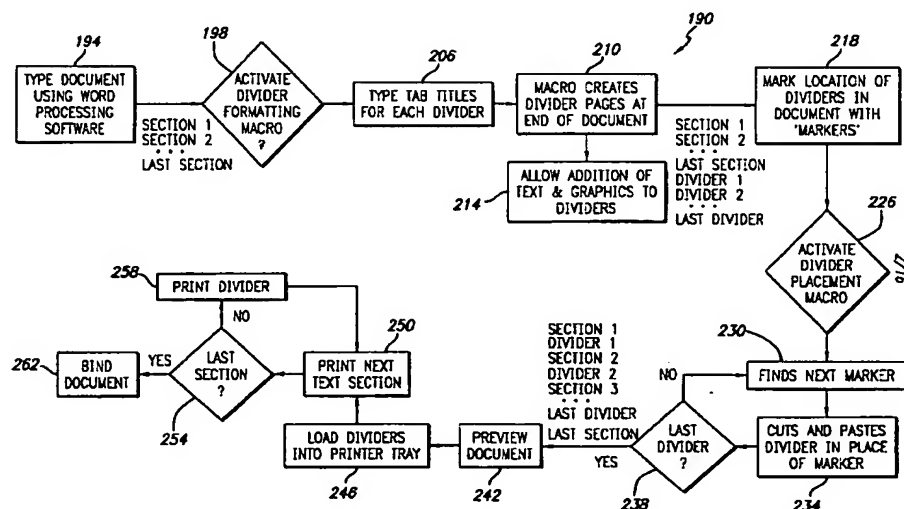 190
194
TYPE DOCUMENT
USING WORD
PROCESSING
SOFTWARE
SECTION 1
SECTION 2
• • •
LAST SECTION
198
ACTIVATE
DIVIDER
FORMATTING
MACRO
?
206
TYPE TAB TITLES
FOR EACH DIVIDER
210
MACRO CREATES
DIVIDER PAGES AT
END OF DOCUMENT
214
ALLOW ADDITION OF
TEXT & GRAPHICS TO
DIVIDERS
SECTION 1
SECTION 2
• • •
LAST SECTION
DIVIDER 1
DIVIDER 2
• • •
LAST DIVIDER
218
MARK LOCATION OF
DIVIDERS IN
DOCUMENT WITH
'MARKERS'
226
ACTIVATE
DIVIDER
PLACEMENT
MACRO
230
FINDS NEXT MARKER
CUTS AND PASTES
DIVIDER IN PLACE
OF MARKER
234
LAST
DIVIDER
?
238
NO
YES
SECTION 1
DIVIDER 1
SECTION 2
DIVIDER 2
SECTION 3
• • •
LAST DIVIDER
LAST SECTION
PREVIEW
DOCUMENT
242
LOAD DIVIDERS
INTO PRINTER TRAY
246
250
PRINT NEXT
TEXT SECTION
LAST
SECTION
?
254
NO
YES
258
PRINT DIVIDER
262
BIND
DOCUMENT